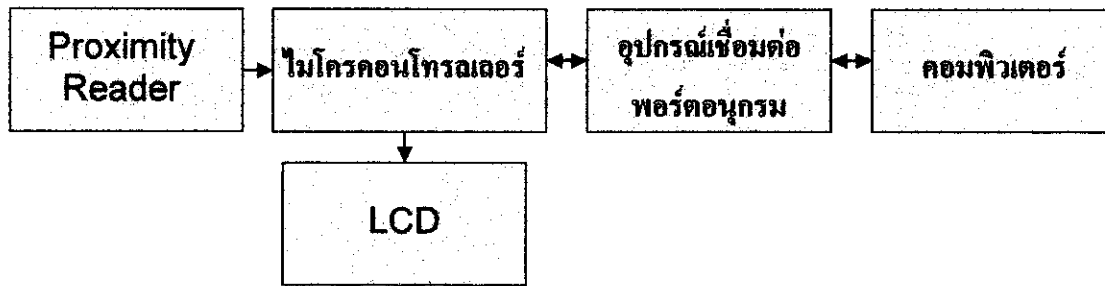 Proximity
Reader
ไมโครคอนโทรลเลอร์
อุปกรณ์เชื่อมต่อ
พอร์ตอนุกรม
คอมพิวเตอร์
LCD